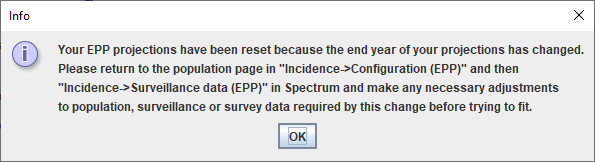 Info
Your EPP projections have been reset because the end year of your projections has changed.
Please return to the population page in "Incidence->Configuration (EPP)" and then
"Incidence->Surveillance data (EPP)" in Spectrum and make any necessary adjustments
to population, surveillance or survey data required by this change before trying to fit.
OK